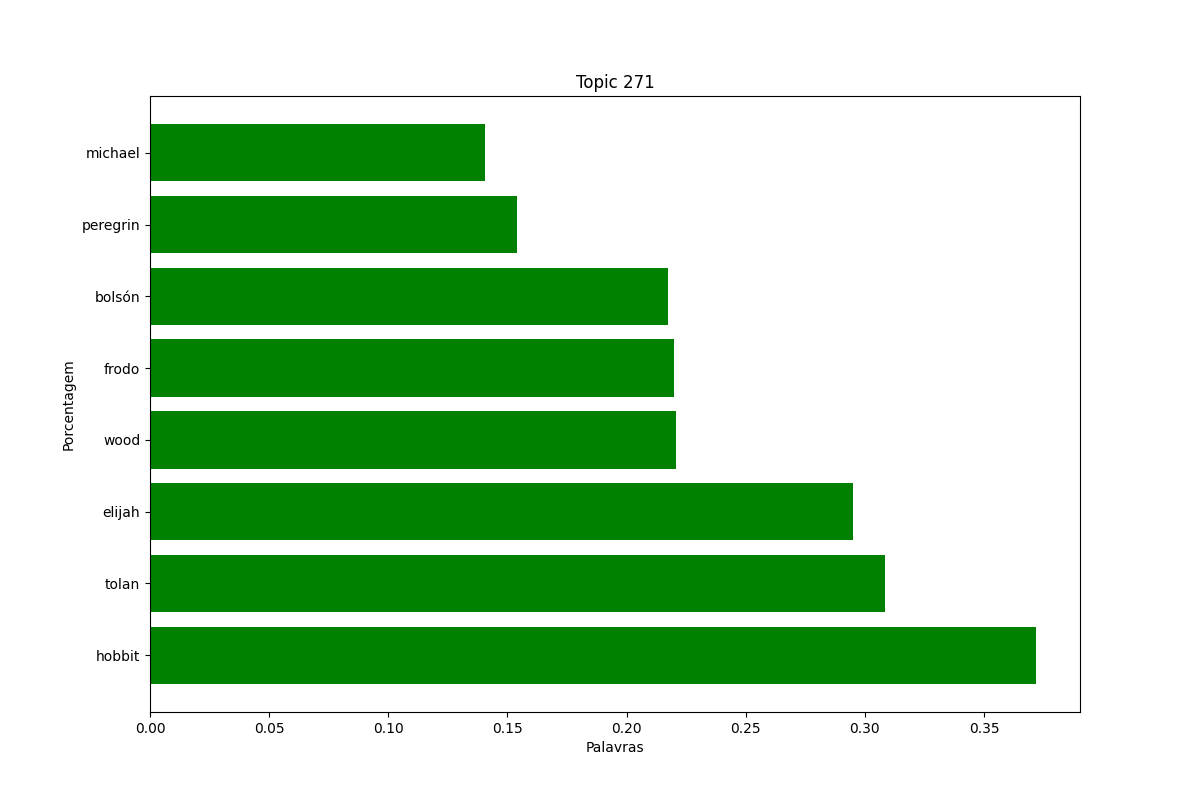 Topic 271
michael
peregrin
bolsón
frodo
wood
elijah
tolan
hobbit
Porcentagem
0.00 0.05 0.10 0.15 0.20 0.25 0.30 0.35
Palavras